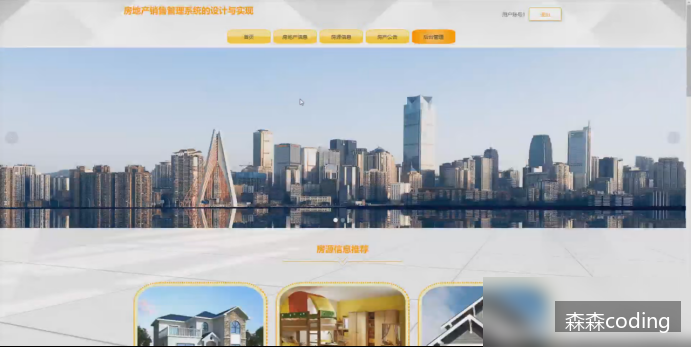 房地产销售管理系统的设计与实现
用户账号1
退出
首页
房地产信息
房源信息
房产公告
后台管理
房源信息推荐
森森coding